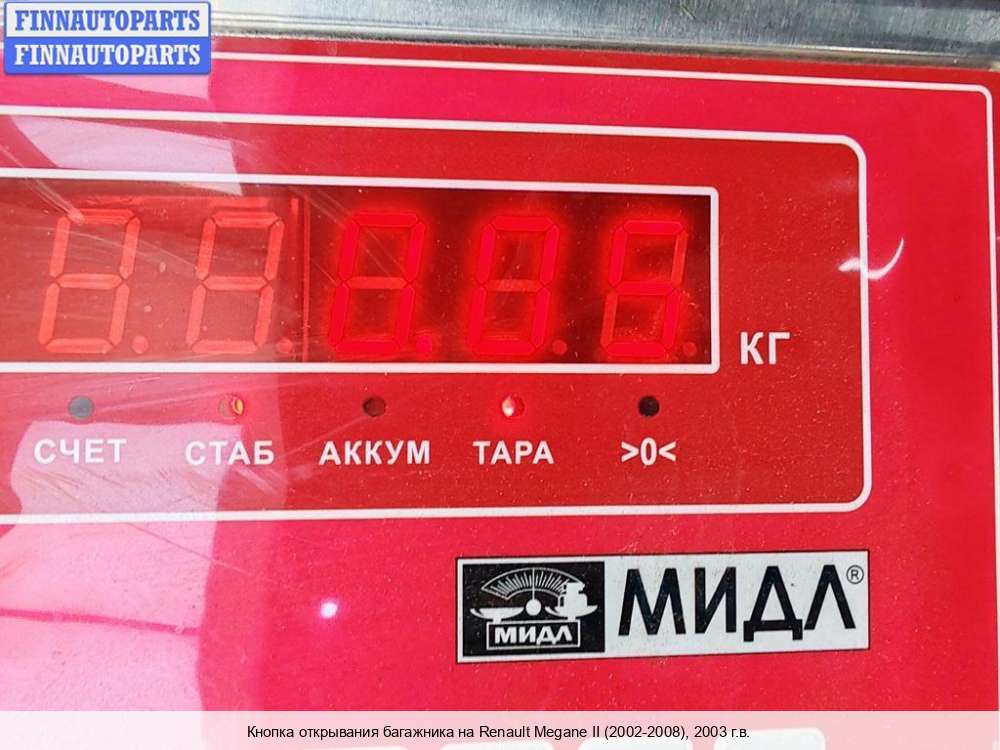 FINNAUTOPARTS
FINNAUTOPARTS
0.05
КГ
СЧЕТ СТАБ АККУМ ТАРА >0<
МИДЛ МИДЛ®
Кнопка открывания багажника на Renault Megane II (2002-2008), 2003 г.в.